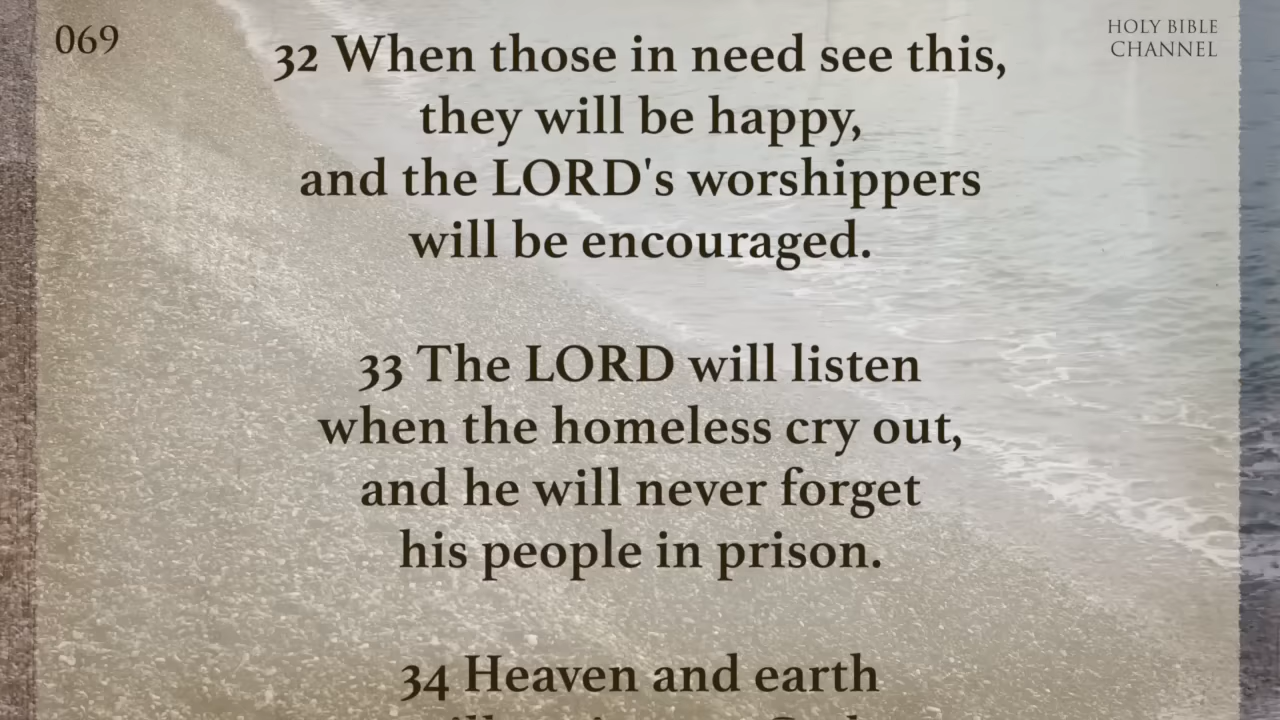 069
HOLY BIBLE
CHANNEL
32 When those in need see this,
they will be happy,
and the LORD's worshippers
will be encouraged.
33 The LORD will listen
when the homeless cry out,
and he will never forget
his people in prison.
34 Heaven and earth